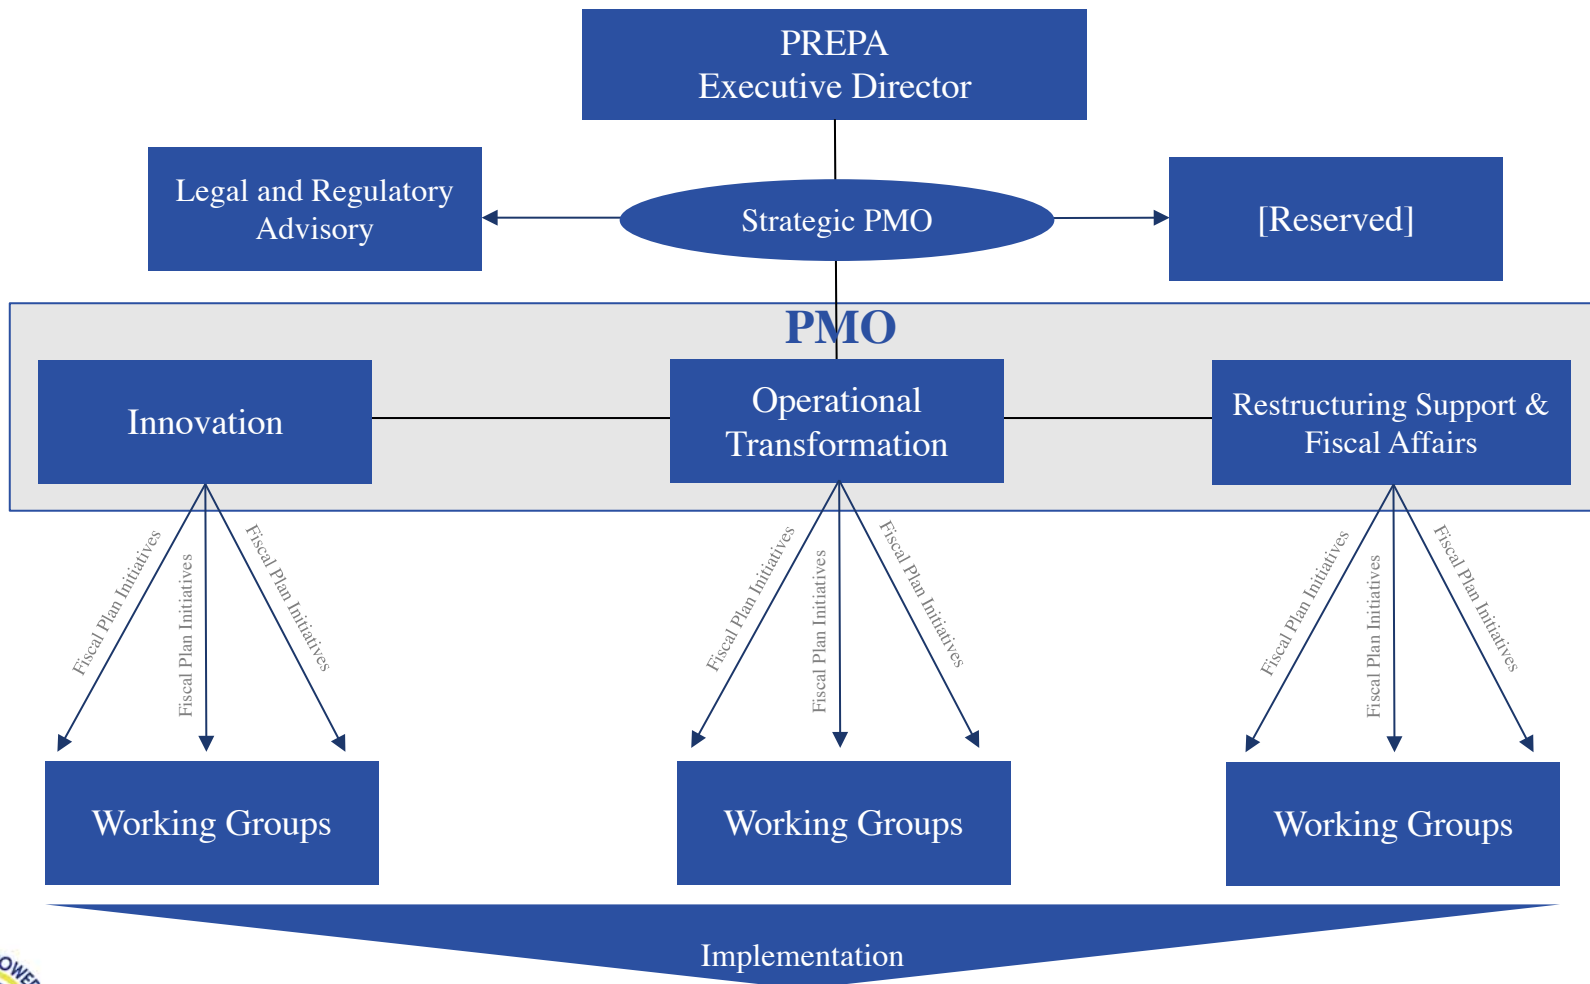 PREPA
Executive Director
Legal and Regulatory
Advisory
Strategic PMO
[Reserved]
PMO
Innovation
Operational
Transformation
Restructuring Support &
Fiscal Affairs
Fiscal Plan Initiatives
Fiscal Plan Initiatives
Fiscal Plan Initiatives
Fiscal Plan Initiatives
Fiscal Plan Initiatives
Fiscal Plan Initiatives
Fiscal Plan Initiatives
Fiscal Plan Initiatives
Fiscal Plan Initiatives
Working Groups
Working Groups
Working Groups
Implementation